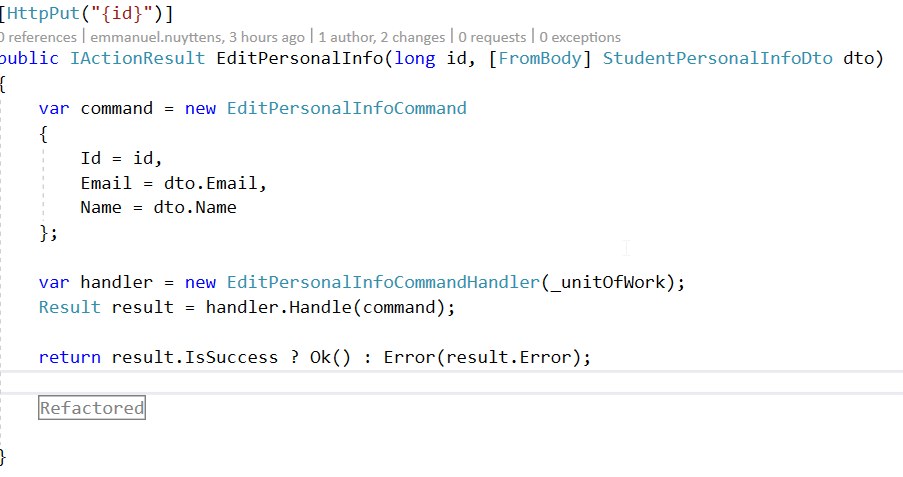 [HttpPut("{id}")]
0 references | emmanuel.nuyttens, 3 hours ago | 1 author, 2 changes | 0 requests | 0 exceptions
public IActionResult EditPersonalInfo(long id, [FromBody] StudentPersonalInfoDto dto)
{
var command = new EditPersonalInfoCommand
{
Id = id,
Email = dto.Email,
Name = dto.Name
};
var handler = new EditPersonalInfoCommandHandler(_unitOfWork);
Result result = handler.Handle(command);
return result.IsSuccess ? Ok() : Error(result.Error);
Refactored
}